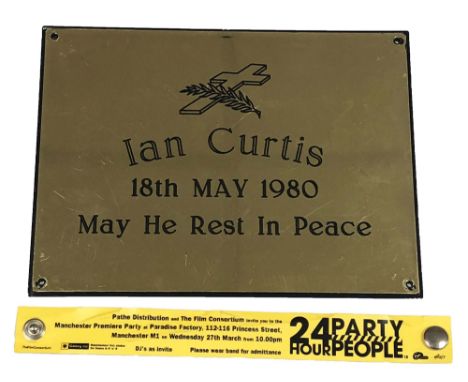 Ian Curtis
18th MAY 1980
May He Rest In Peace
Pathe Distribution and The Film Consortium invite you to the
Manchester Premiere Party at Paradise Factory, 112-116 Princess Street,
Manchester M1 on Wednesday 27th March from 10.00pm
DJ's as invite Please wear band for admittance
24 PARTY
HOUR PEOPLE
TheFilmConsortium